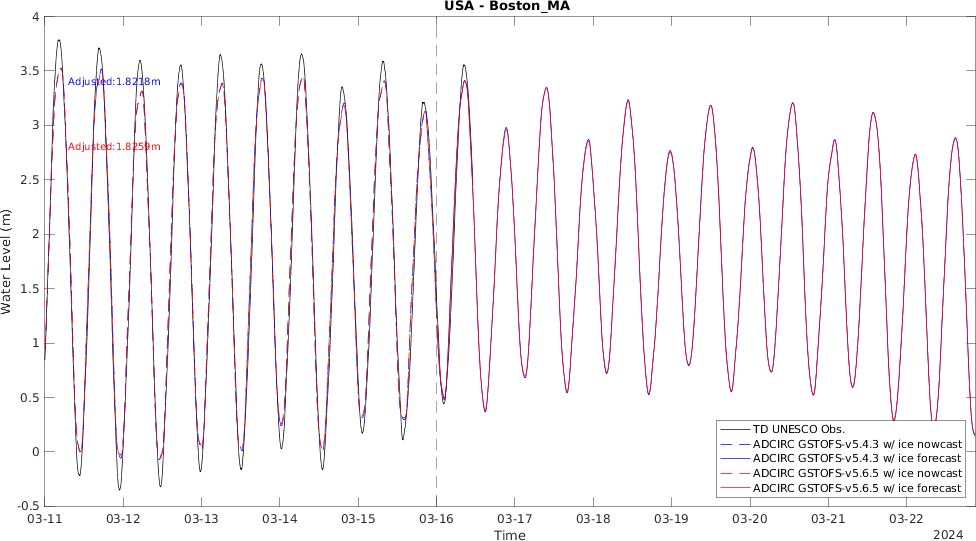 USA - Boston_MA
4
3.5
3
2.5
2
1.5
1
0.5
0
-0.5
Water Level (m)
Adjusted:1.8218m
Adjusted:1.8259m
TD UNESCO Obs.
ADCIRC GSTOFS-v5.4.3 w/ ice nowcast
ADCIRC GSTOFS-v5.4.3 w/ ice forecast
ADCIRC GSTOFS-v5.6.5 w/ ice nowcast
ADCIRC GSTOFS-v5.6.5 w/ ice forecast
03-11 03-12 03-13 03-14 03-15 03-16 03-17 03-18 03-19 03-20 03-21 03-22
Time
2024